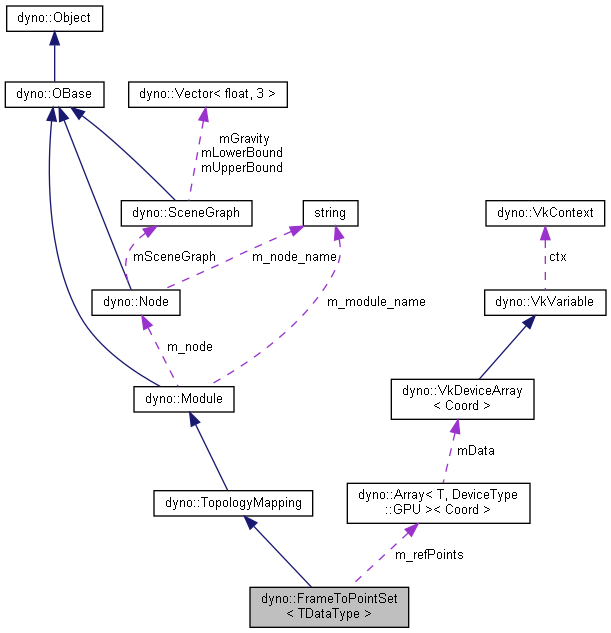 dyno::Object
dyno::OBase
dyno::Vector< float, 3 >
mGravity
mLowerBound
mUpperBound
dyno::SceneGraph
string
dyno::VkContext
mSceneGraph
m_node_name
ctx
dyno::Node
dyno::VkVariable
m_module_name
m_node
dyno::Module
dyno::VkDeviceArray
< Coord >
mData
dyno::TopologyMapping
dyno::Array< T, DeviceType
::GPU >< Coord >
m_refPoints
dyno::FrameToPointSet
< TDataType >